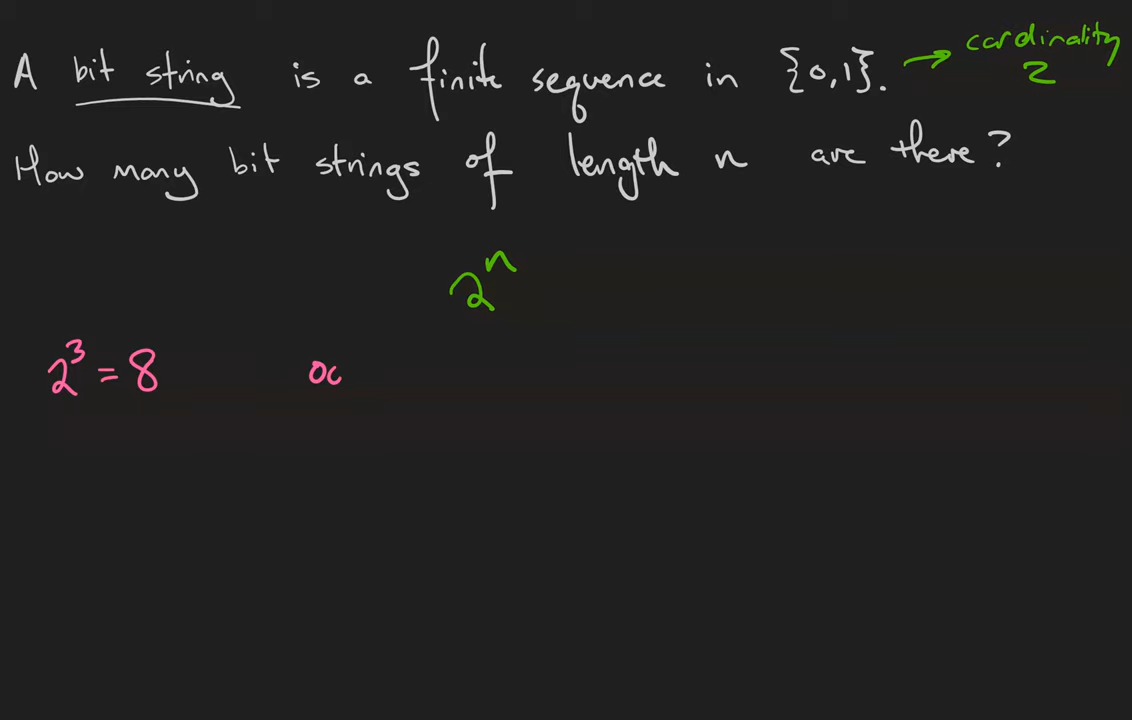 A bit string is a finite sequence in {0,1}. → cardinality 2
How many bit strings of length n are there?
2^n
2^3 = 8